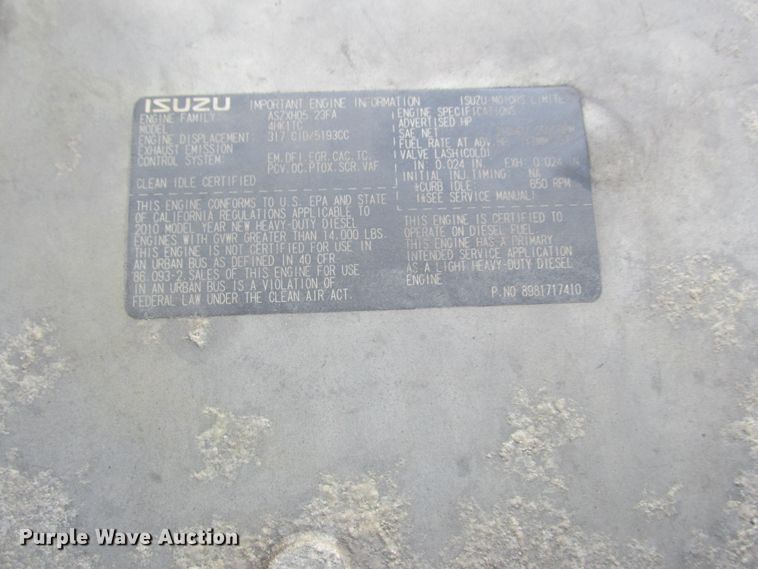 ISUZU IMPORTANT ENGINE INFORMATION ISUZU MOTORS LIMITED
ENGINE FAMILY:
MODEL 4HK1TC
ENGINE DISPLACEMENT 317 CID/5193CC
EXHAUST EMISSION
CONTROL SYSTEM: EM,DFI,EGR,CAC,TC,
PCV,OC,PTOX,SCR,VAF
CLEAN IDLE CERTIFIED
THIS ENGINE CONFORMS TO U.S. EPA AND STATE
OF CALIFORNIA REGULATIONS APPLICABLE TO
2010 MODEL YEAR NEW HEAVY-DUTY DIESEL
ENGINES WITH GVWR GREATER THAN 14,000 LBS.
THIS ENGINE IS NOT CERTIFIED FOR USE IN
AN URBAN BUS AS DEFINED IN 40 CFR
86.093-2. SALES OF THIS ENGINE FOR USE
IN AN URBAN BUS IS A VIOLATION OF
FEDERAL LAW UNDER THE CLEAN AIR ACT.
ENGINE SPECIFICATIONS
ADVERTISED HP
SAE NET
FUEL RATE AT ADV.HP
VALVE LASH(COLD)
IN: 0.024 IN EXH: 0.024 IN
INITIAL INJ.TIMING: NA
*CURB IDLE: 650 RPM
(*SEE SERVICE MANUAL)
THIS ENGINE IS CERTIFIED TO
OPERATE ON DIESEL FUEL.
THIS ENGINE HAS A PRIMARY
INTENDED SERVICE APPLICATION
AS A LIGHT HEAVY-DUTY DIESEL
ENGINE.
P.NO 8981717410
Purple Wave Auction